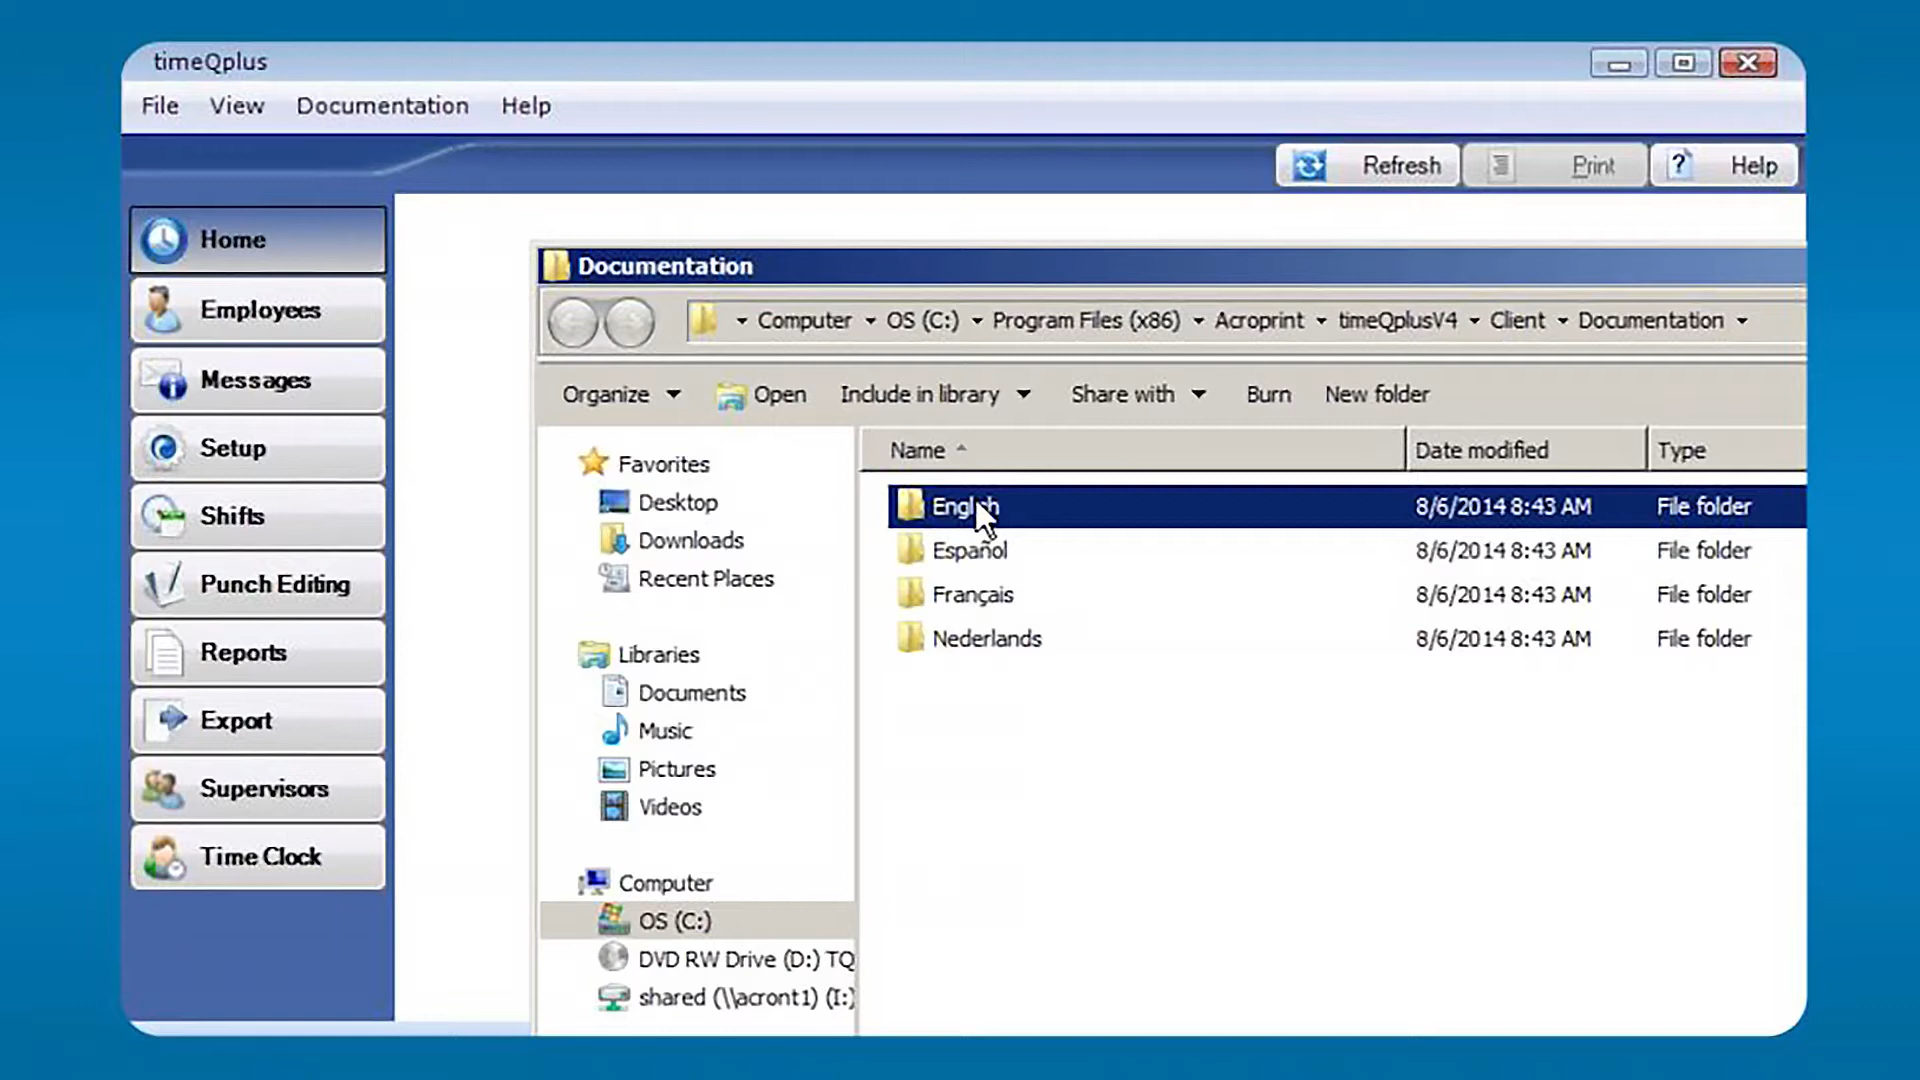 timeQplus
File View Documentation Help
Refresh Print Help
Home
Employees
Messages
Setup
Shifts
Punch Editing
Reports
Export
Supervisors
Time Clock
Documentation
Computer OS (C:) Program Files (x86) Acroprint timeQplusV4 Client Documentation
Organize Open Include in library Share with Burn New folder
Favorites
Desktop
Downloads
Recent Places
Libraries
Documents
Music
Pictures
Videos
Computer
OS (C:)
DVD RW Drive (D:) TQ
shared (\\acront1) (I:)
Name Date modified Type
English 8/6/2014 8:43 AM File folder
Español 8/6/2014 8:43 AM File folder
Français 8/6/2014 8:43 AM File folder
Nederlands 8/6/2014 8:43 AM File folder